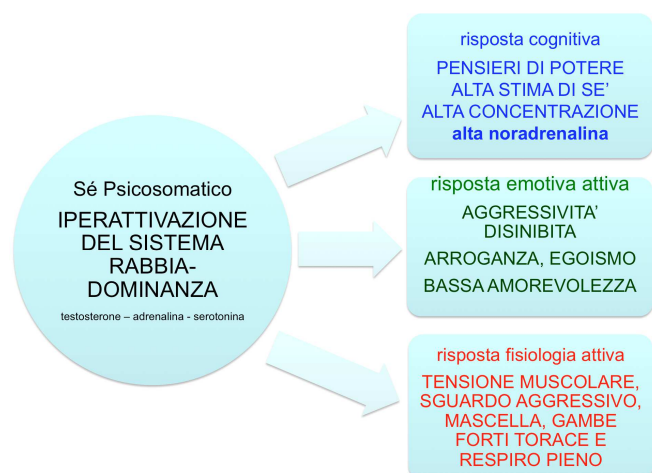 Sé Psicosomatico
IPERATTIVAZIONE
DEL SISTEMA
RABBIA-
DOMINANZA
testosterone – adrenalina - serotonina
risposta cognitiva
PENSIERI DI POTERE
ALTA STIMA DI SE’
ALTA CONCENTRAZIONE
alta noradrenalina
risposta emotiva attiva
AGGRESSIVITA’
DISINIBITA
ARROGANZA, EGOISMO
BASSA AMOREVOLEZZA
risposta fisiologia attiva
TENSIONE MUSCOLARE,
SGUARDO AGGRESSIVO,
MASCELLA, GAMBE
FORTI TORACE E
RESPIRO PIENO